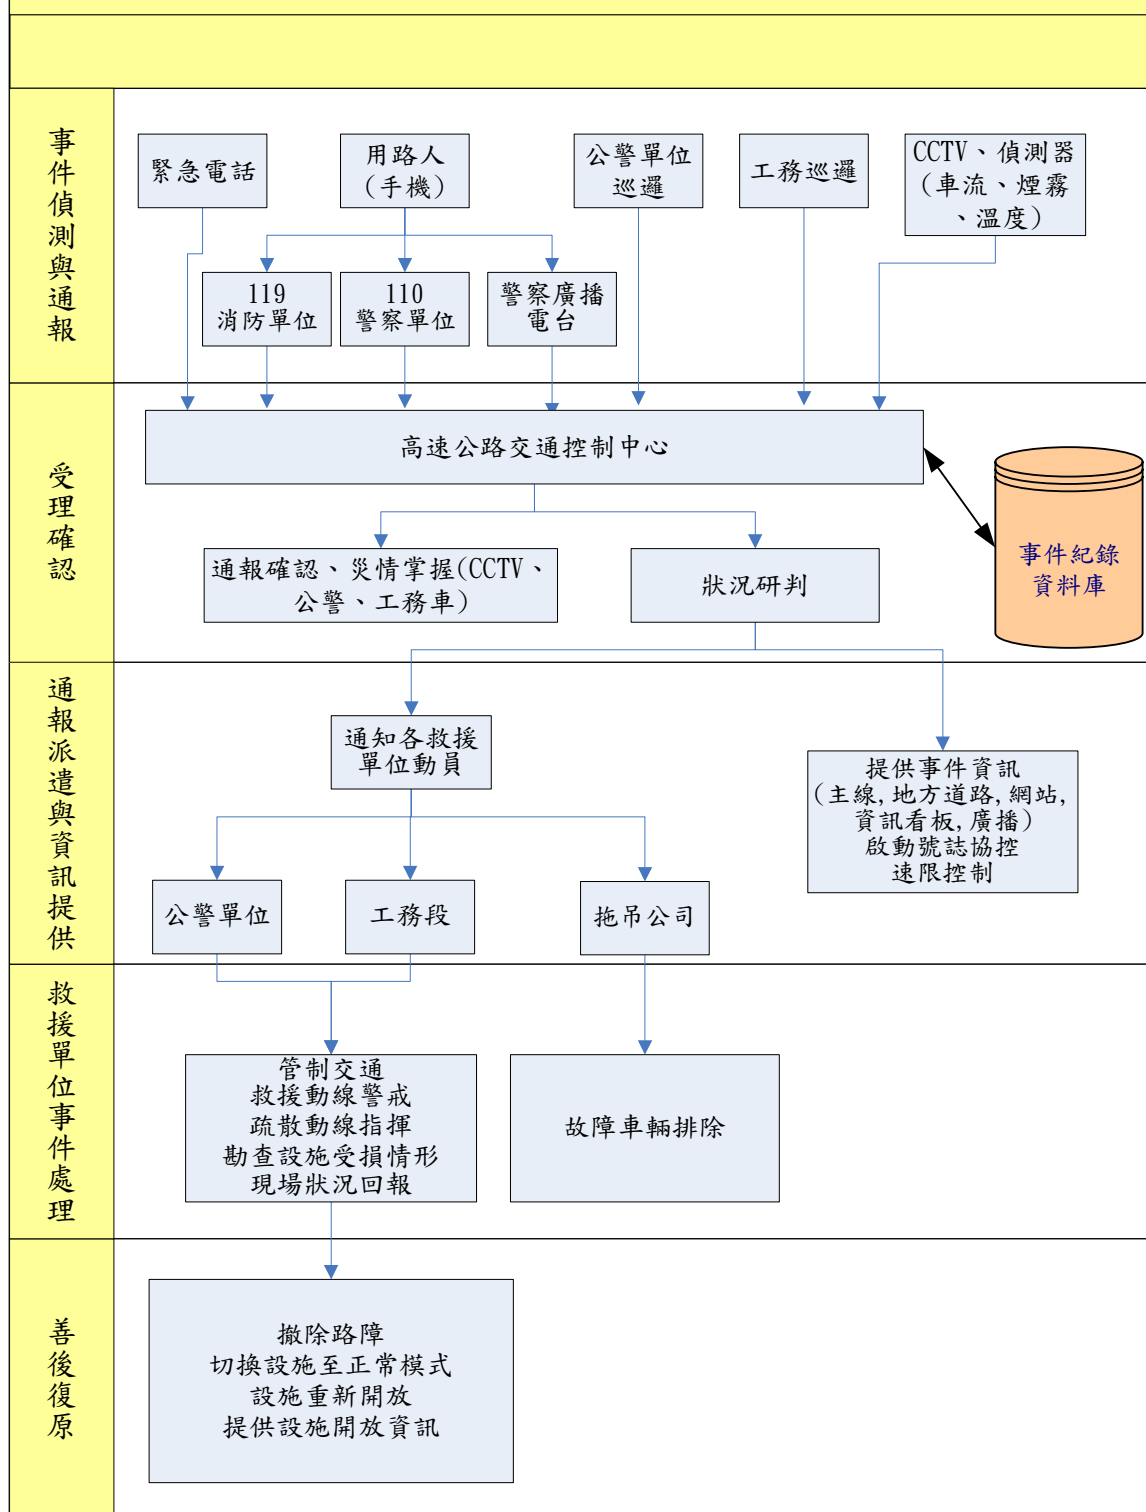 事件偵測與通報
緊急電話
用路人
(手機)
公警單位
巡邏
工務巡邏
CCTV、偵測器
(車流、煙霧
、溫度)
119
消防單位
110
警察單位
警察廣播
電台
受理確認
高速公路交通控制中心
通報確認、災情掌握(CCTV、
公警、工務車)
狀況研判
事件紀錄
資料庫
通報派遣與資訊提供
通知各救援
單位動員
提供事件資訊
(主線,地方道路,網站,
資訊看板,廣播)
啟動號誌協控
速限控制
公警單位
工務段
拖吊公司
救援單位事件處理
管制交通
救援動線警戒
疏散動線指揮
勘查設施受損情形
現場狀況回報
故障車輛排除
善後復原
撤除路障
切換設施至正常模式
設施重新開放
提供設施開放資訊